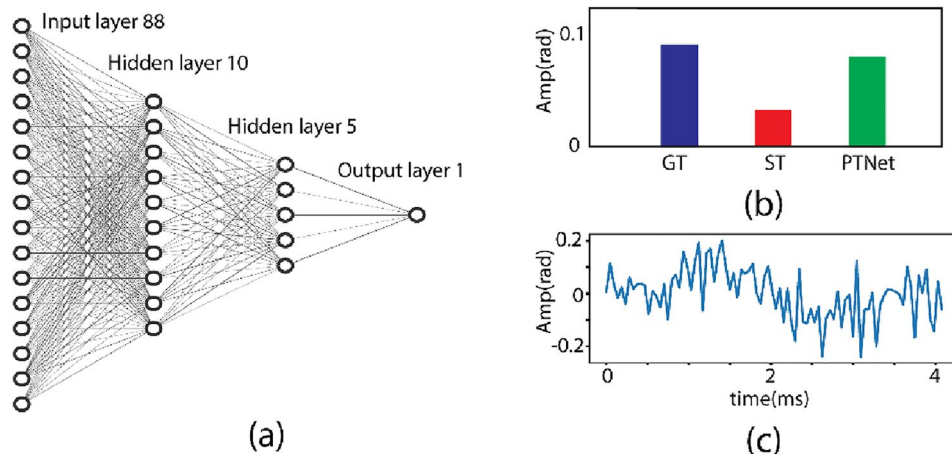 Input layer 88
Hidden layer 10
Hidden layer 5
Output layer 1
(a)
Amp(rad)
0.1
0
GT ST PTNet
(b)
Amp(rad)
0.2
0
-0.2
0 2 4
time(ms)
(c)